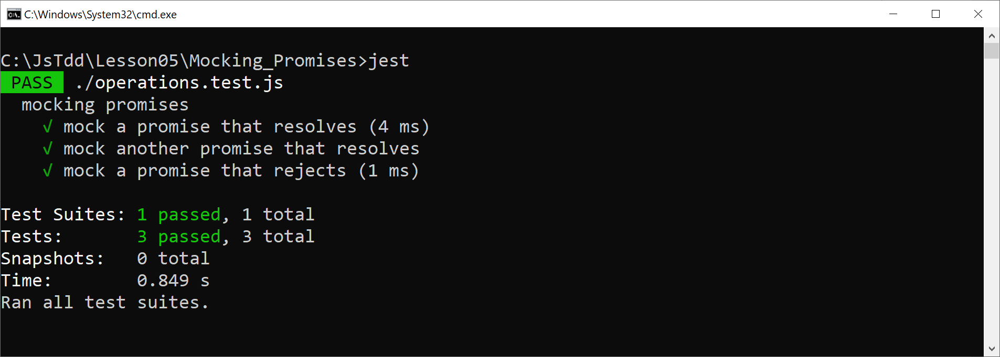 C:\Windows\System32\cmd.exe
C:\JsTdd\Lesson05\Mocking_Promises>jest
PASS ./operations.test.js
mocking promises
√ mock a promise that resolves (4 ms)
√ mock another promise that resolves
√ mock a promise that rejects (1 ms)
Test Suites: 1 passed, 1 total
Tests: 3 passed, 3 total
Snapshots: 0 total
Time: 0.849 s
Ran all test suites.